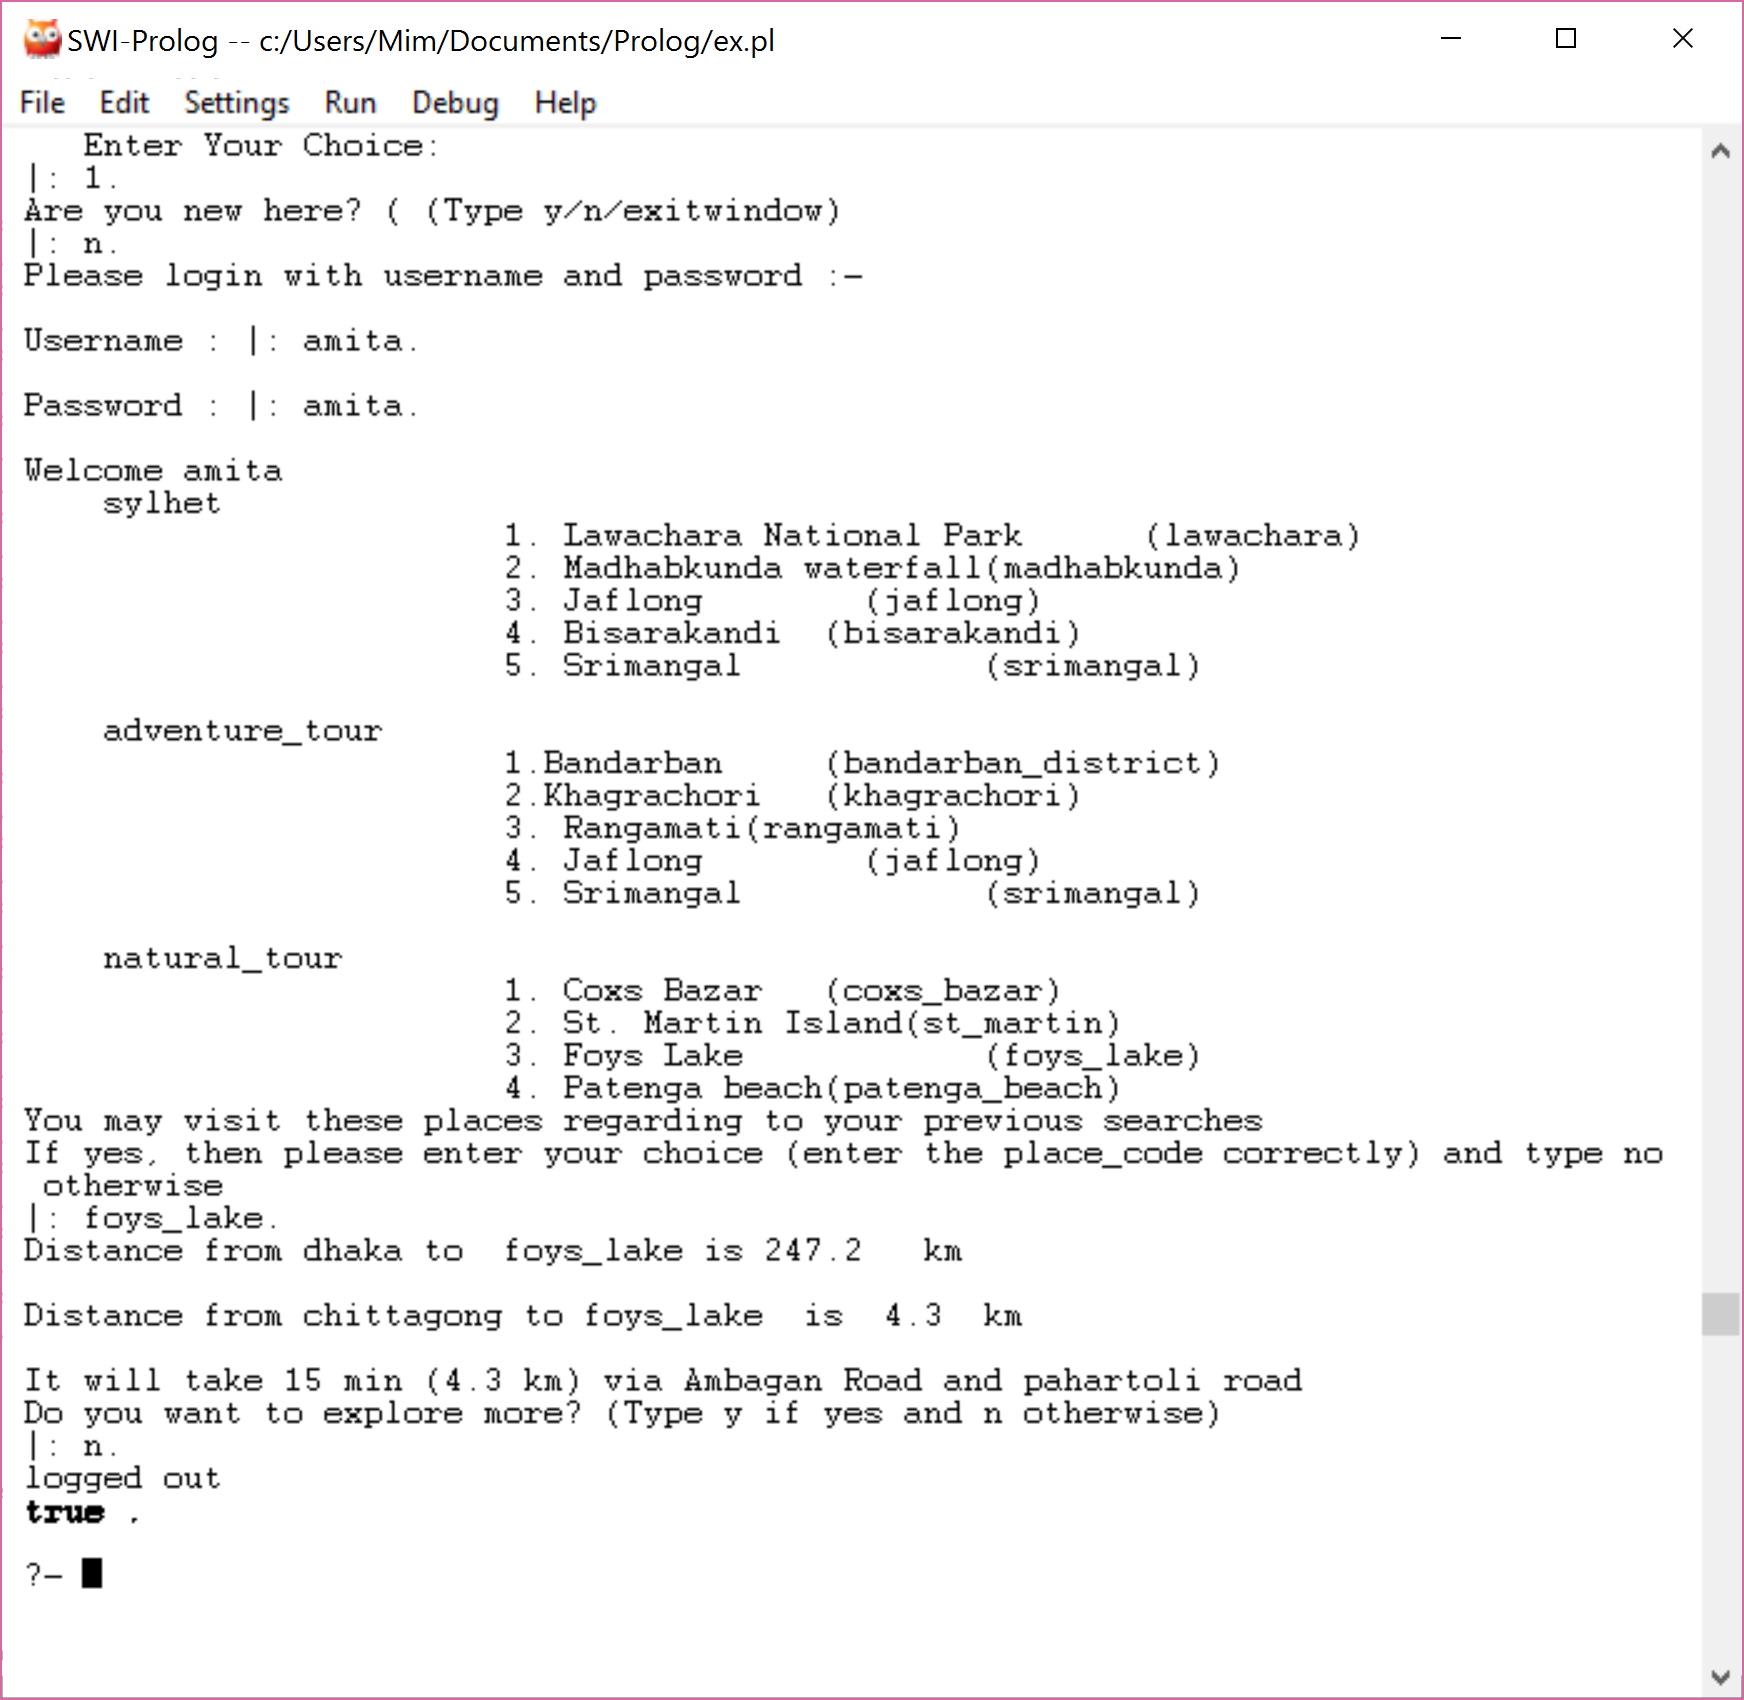 SWI-Prolog -- c:/Users/Mim/Documents/Prolog/ex.pl
File Edit Settings Run Debug Help
Enter Your Choice:
|: 1.
Are you new here? ( (Type y/n/exitwindow)
|: n.
Please login with username and password :-
Username : |: amita.
Password : |: amita.
Welcome amita
sylhet
1. Lawachara National Park (lawachara)
2. Madhabkunda waterfall(madhabkunda)
3. Jaflong (jaflong)
4. Bisarakandi (bisarakandi)
5. Srimangal (srimangal)
adventure_tour
1.Bandarban (bandarban_district)
2.Khagrachori (khagrachori)
3. Rangamati(rangamati)
4. Jaflong (jaflong)
5. Srimangal (srimangal)
natural_tour
1. Coxs Bazar (coxs_bazar)
2. St. Martin Island(st_martin)
3. Foys Lake (foys_lake)
4. Patenga beach(patenga_beach)
You may visit these places regarding to your previous searches
If yes, then please enter your choice (enter the place_code correctly) and type no
otherwise
|: foys_lake.
Distance from dhaka to foys_lake is 247.2 km
Distance from chittagong to foys_lake is 4.3 km
It will take 15 min (4.3 km) via Ambagan Road and pahartoli road
Do you want to explore more? (Type y if yes and n otherwise)
|: n.
logged out
true .
?-